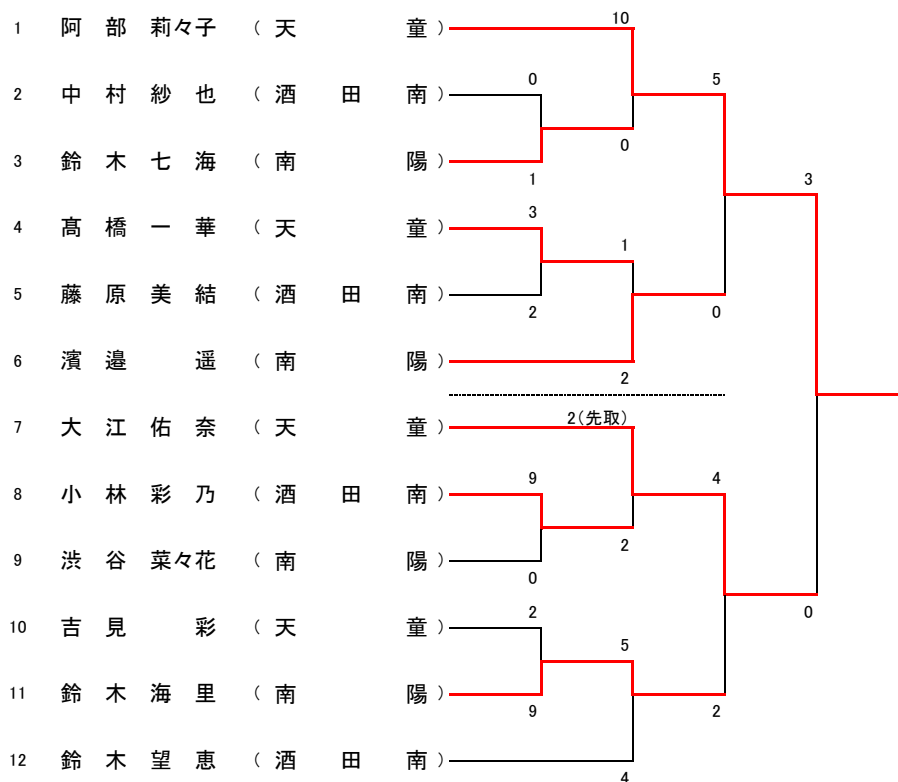 10
1 阿部莉々子 (天童)
0 5
2 中村紗也 (酒田南)
0
3 鈴木七海 (南陽)
1 3
3
4 髙橋一華 (天童)
1
5 藤原美結 (酒田南)
2 0
6 濱邉 遥 (南陽)
2
2(先取)
7 大江佑奈 (天童)
9 4
8 小林彩乃 (酒田南)
2
9 渋谷菜々花 (南陽)
0
2 0
10 吉見 彩 (天童)
5
11 鈴木海里 (南陽)
9 2
12 鈴木望恵 (酒田南)
4